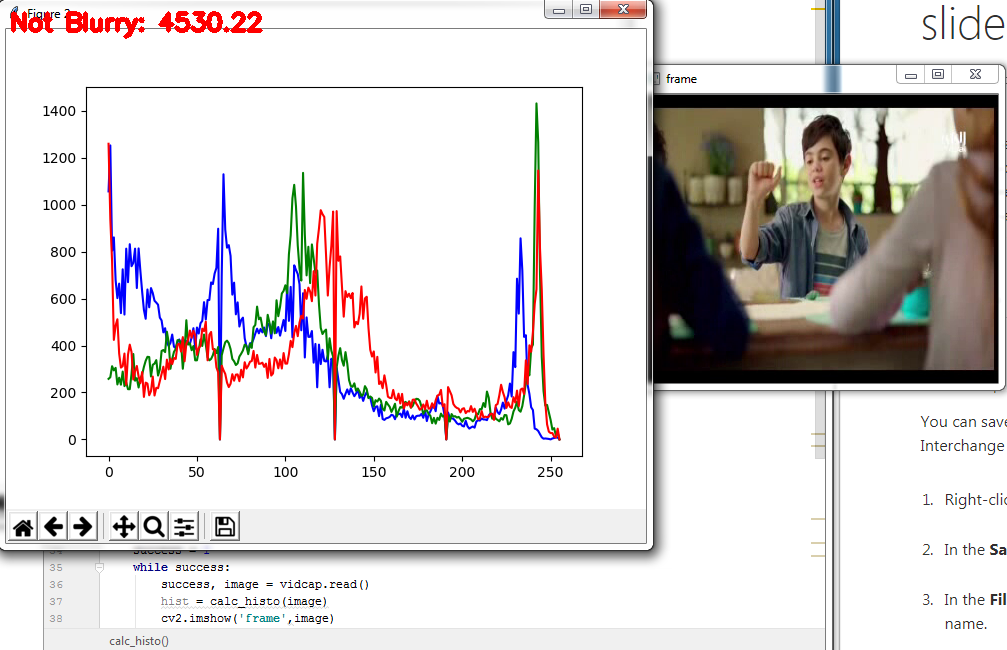 Figure 2
Not Blurry: 4530.22
1400
1200
1000
800
600
400
200
0
0 50 100 150 200 250
frame
slide
You can save
Interchange
1. Right-clic
2. In the Sa
3. In the Fil
name.
success = 1
35 while success:
36 success, image = vidcap.read()
37 hist = calc_histo(image)
38 cv2.imshow('frame',image)
calc_histo()